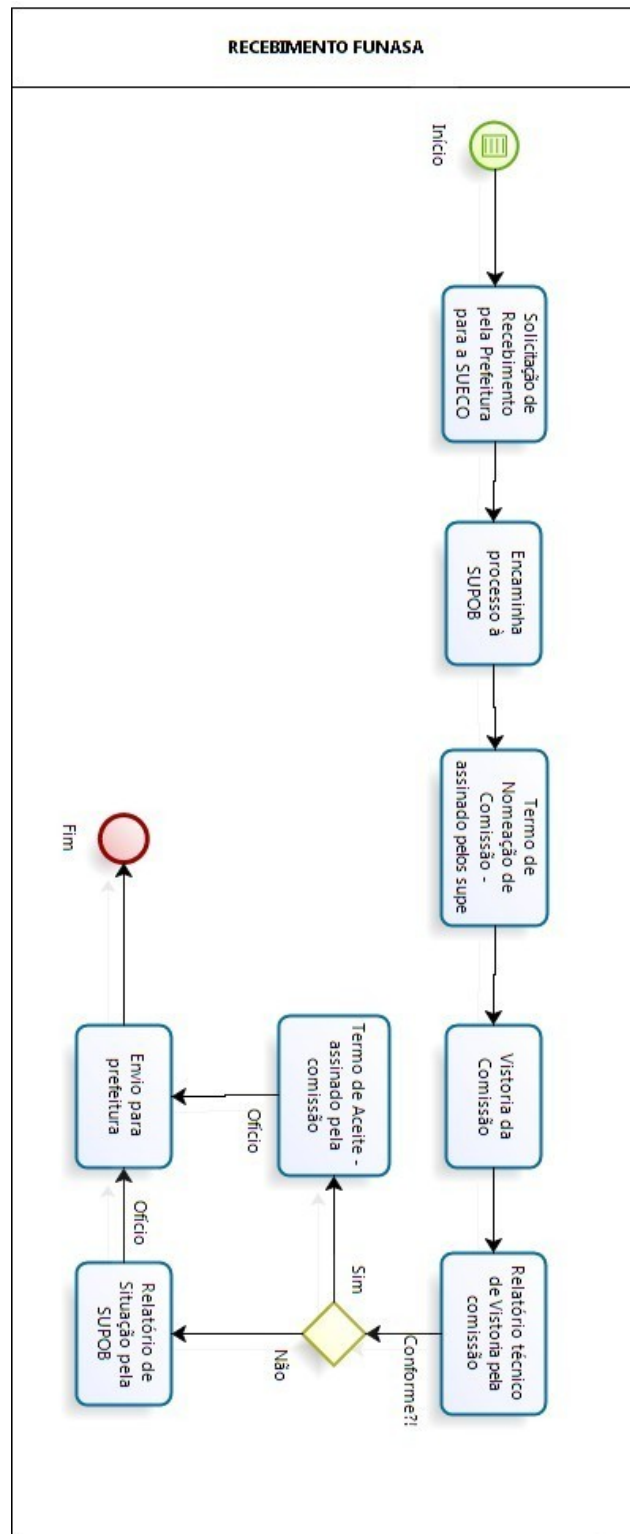 RECEBIMENTO FUNASA
Início
Solicitação de
Recebimento
pela Prefeitura
para a SUECO
Encaminha
processo à
SUPOB
Termo de
Nomeação de
Comissão -
assinado pelos supe
Vistoria da
Comissão
Relatório técnico
de Vistoria pela
comissão
Conforme?!
Sim
Não
Termo de Aceite -
assinado pela
comissão
Ofício
Relatório de
Situação pela
SUPOB
Ofício
Envio para
prefeitura
Fim